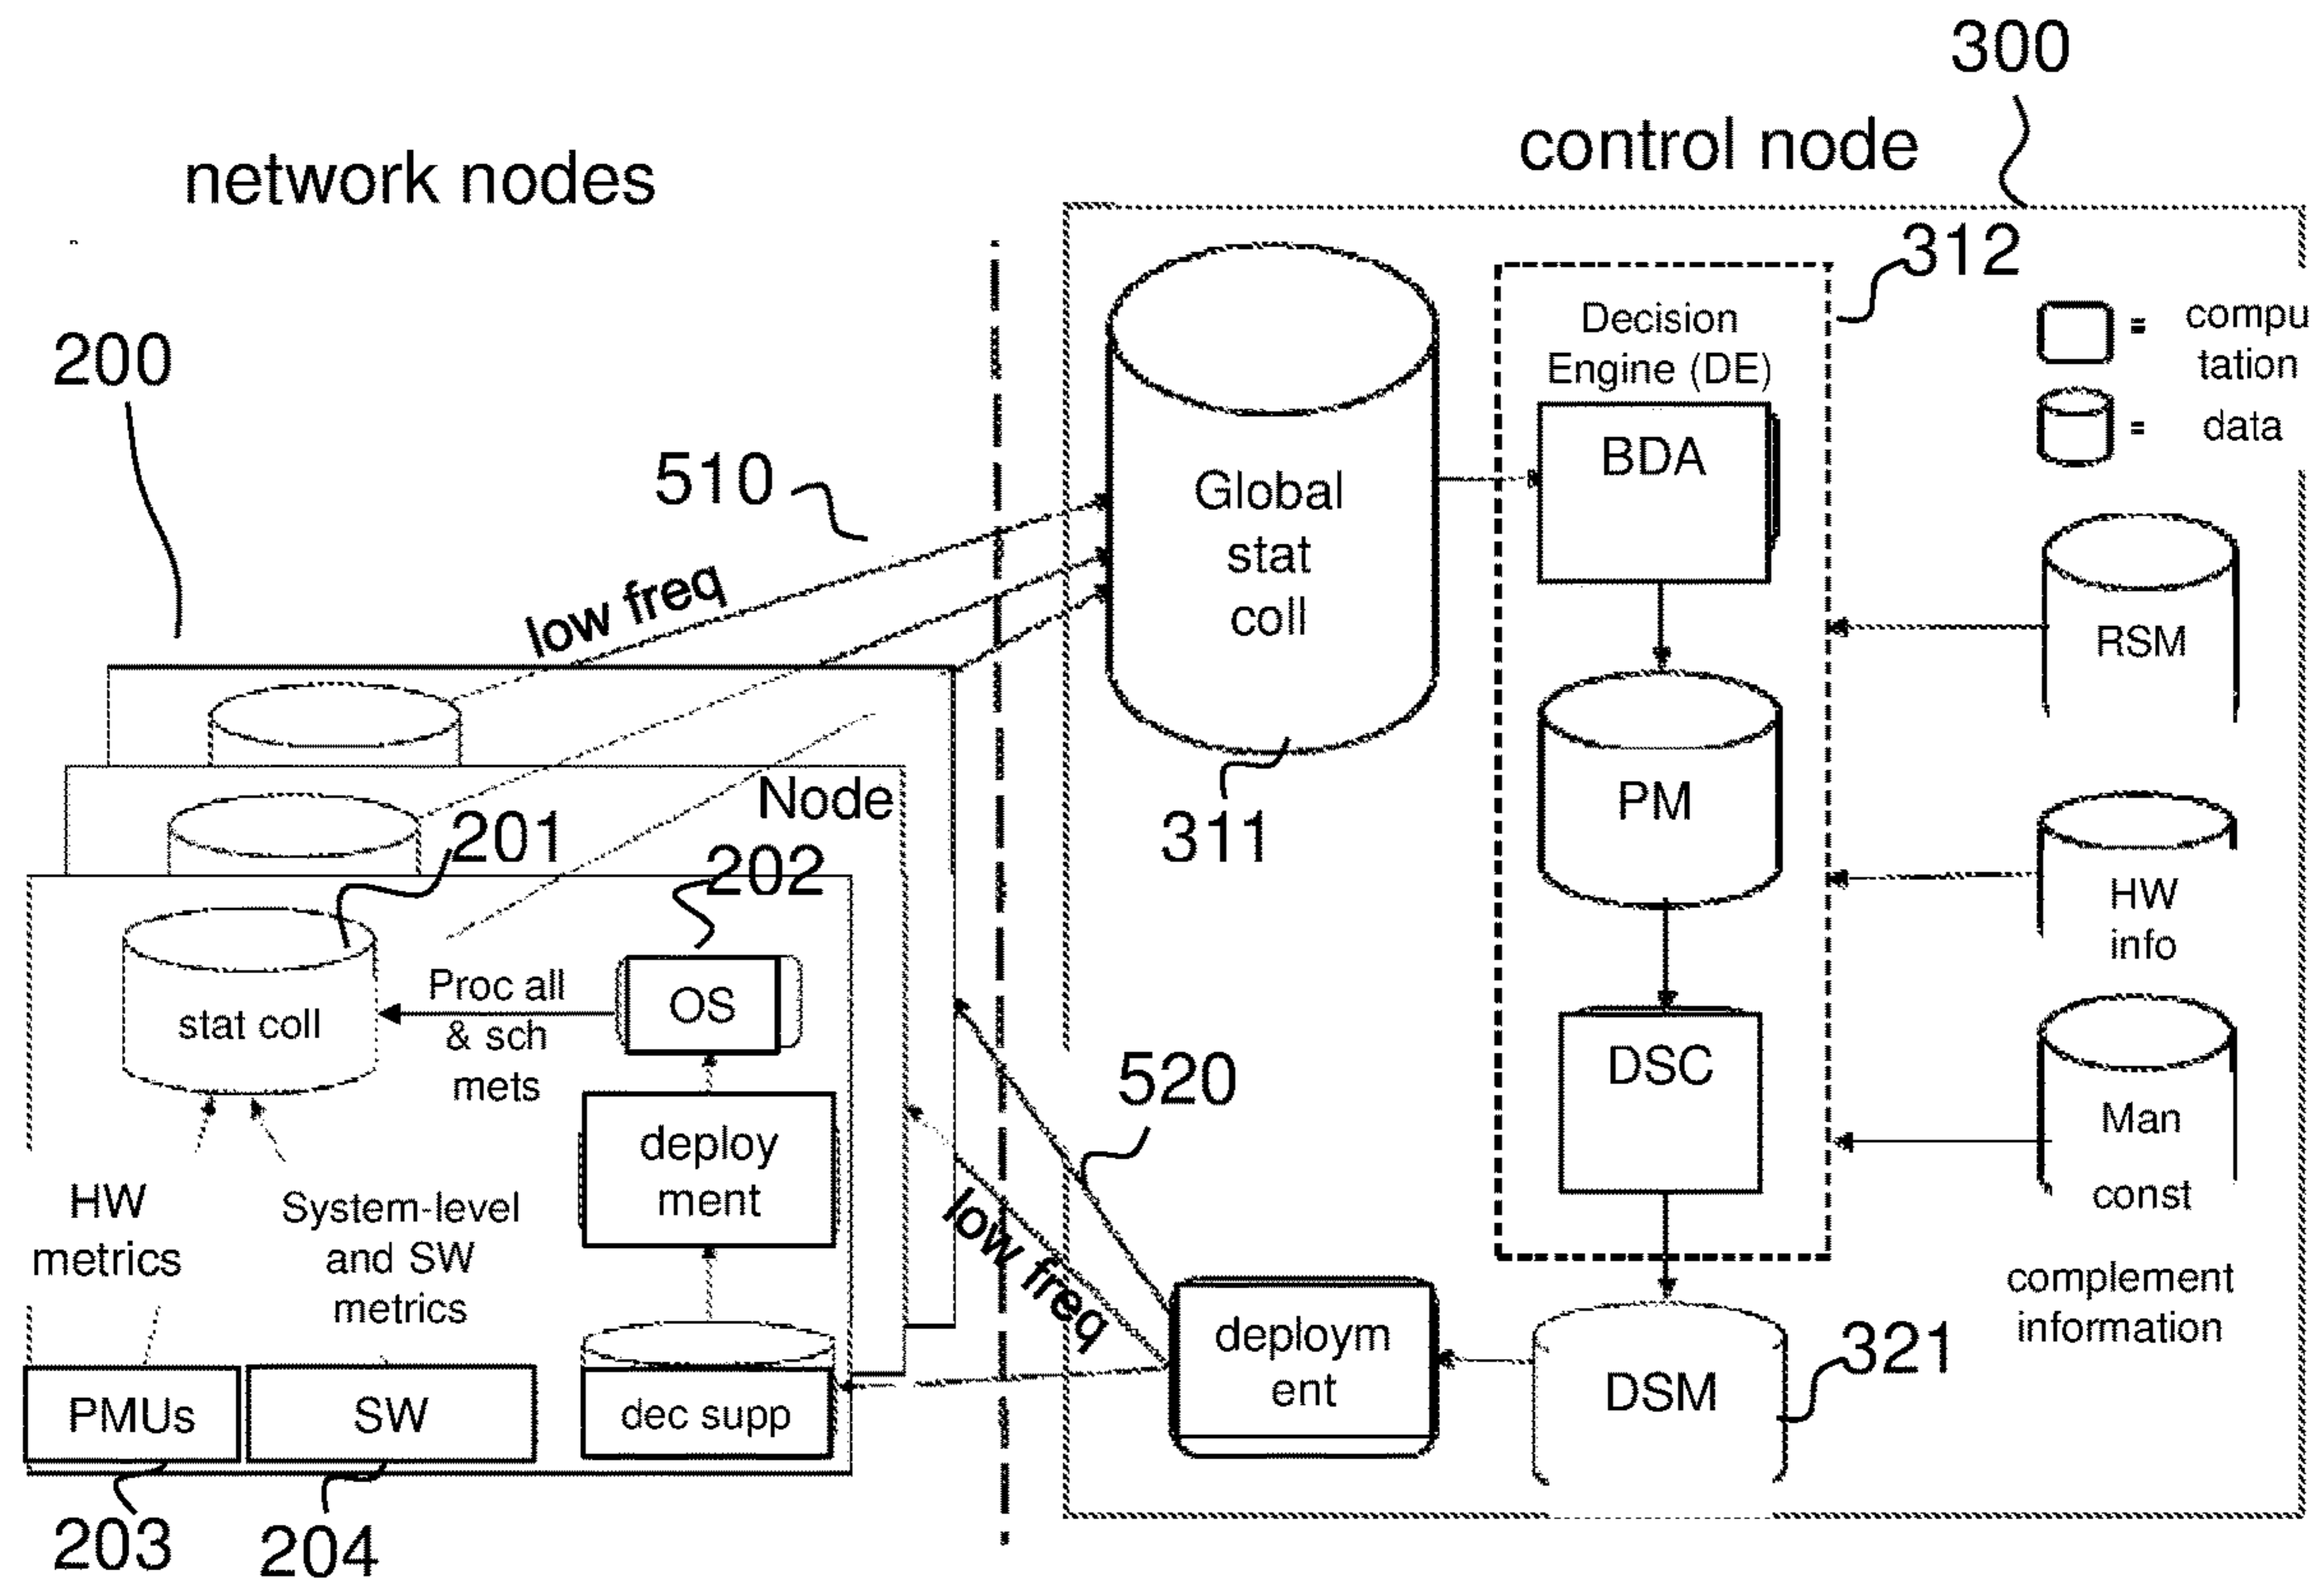 300
control node
network nodes
312
200
510
low freq
Global
stat
coll
311
Decision
Engine (DE)
BDA
PM
DSC
=
compu
tation
=
data
RSM
HW
info
Man
const
complement
information
Node
201
202
stat coll
Proc all
& sch
mets
OS
deploy
ment
HW
metrics
System-level
and SW
metrics
PMUs
SW
dec supp
203
204
520
low freq
deploym
ent
DSM
321